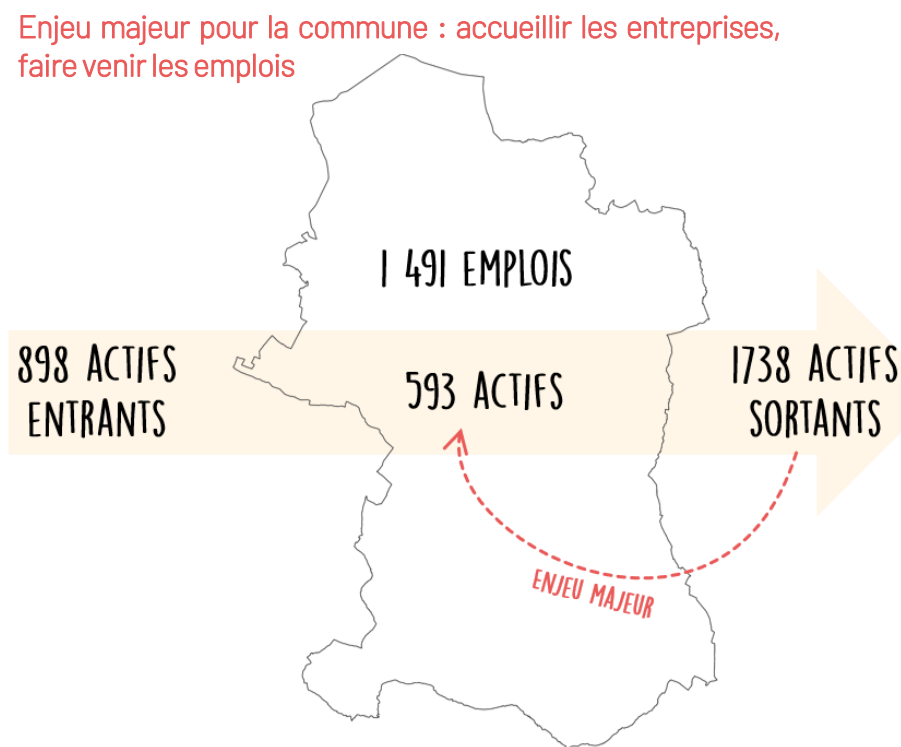 Enjeu majeur pour la commune : accueillir les entreprises,
faire venir les emplois
1 491 EMPLOIS
898 ACTIFS
ENTRANTS
593 ACTIFS
1738 ACTIFS
SORTANTS
ENJEU MAJEUR